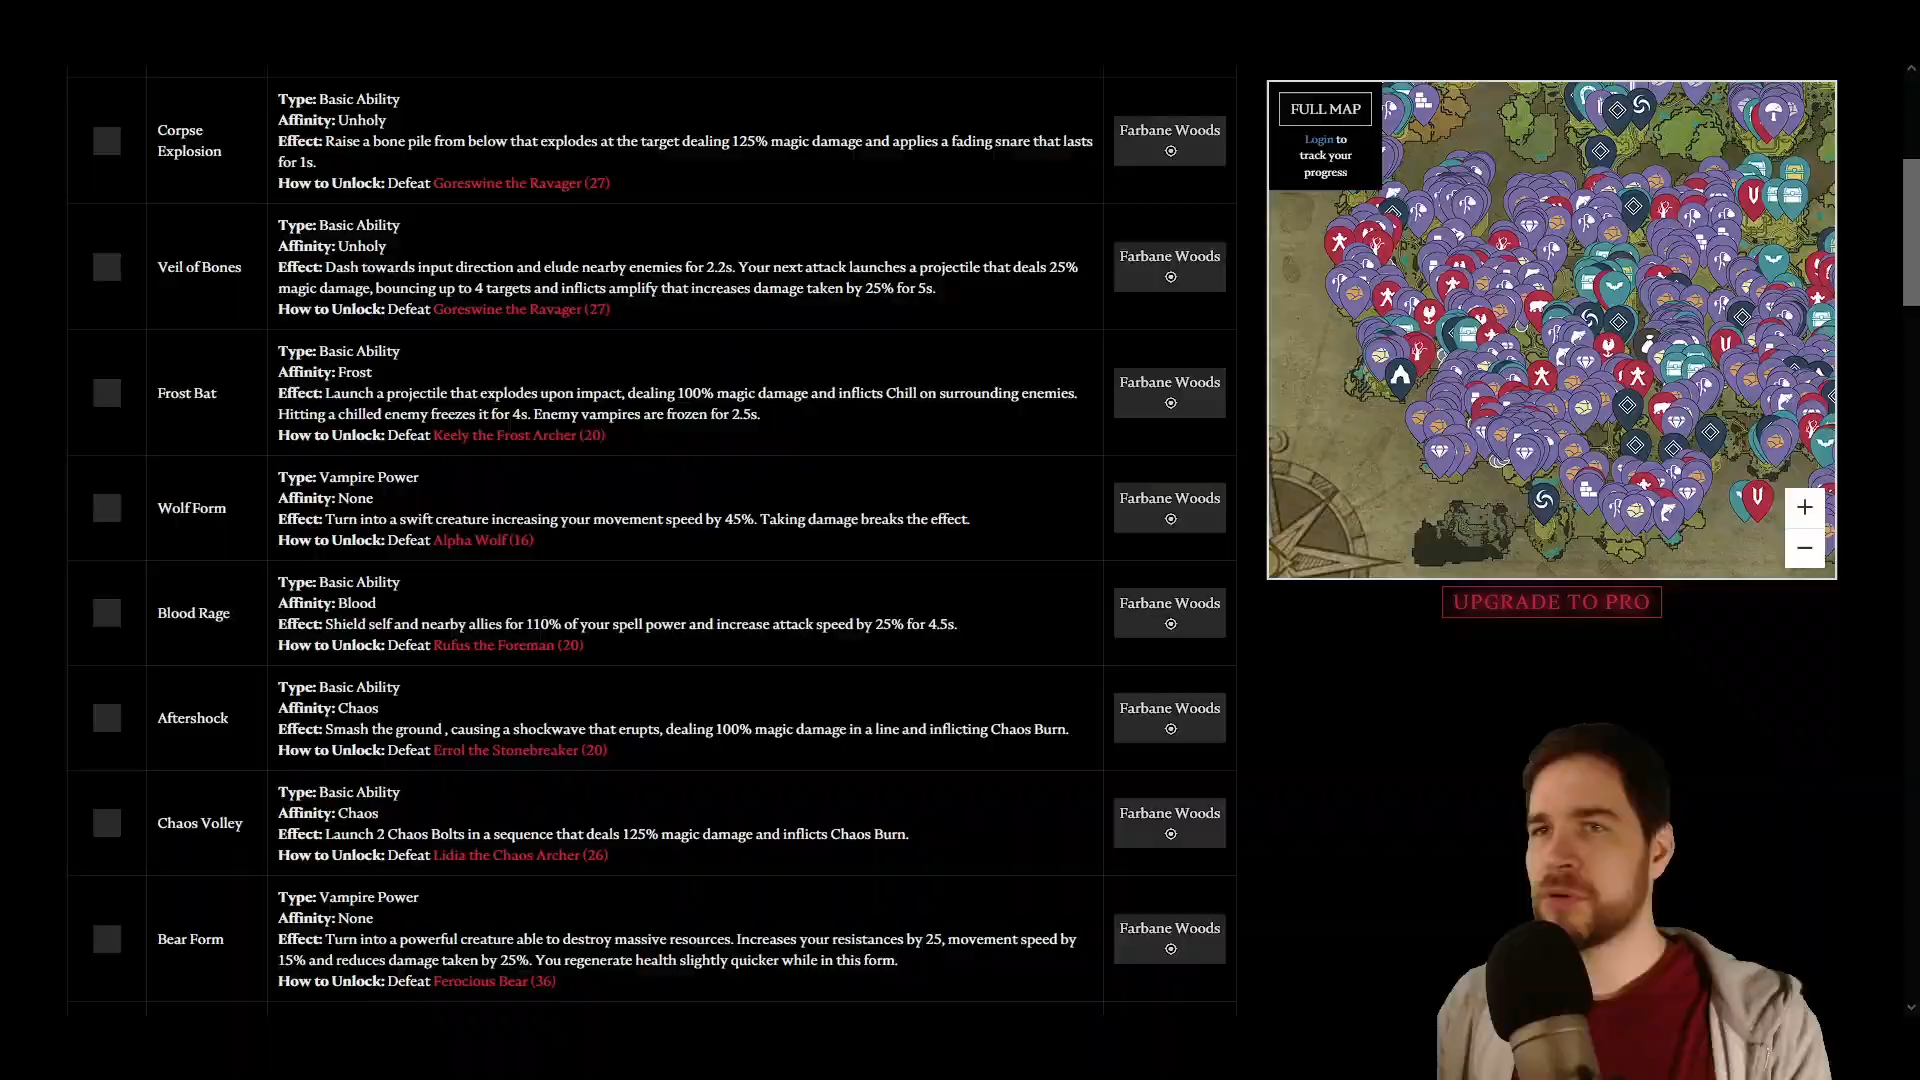 Corpse
Explosion
Type: Basic Ability
Affinity: Unholy
Effect: Raise a bone pile from below that explodes at the target dealing 125% magic damage and applies a fading snare that lasts
for 1s.
How to Unlock: Defeat Goreswine the Ravager (27)
Farbane Woods
Veil of Bones
Type: Basic Ability
Affinity: Unholy
Effect: Dash towards input direction and elude nearby enemies for 2.2s. Your next attack launches a projectile that deals 25%
magic damage, bouncing up to 4 targets and inflicts amplify that increases damage taken by 25% for 5s.
How to Unlock: Defeat Goreswine the Ravager (27)
Farbane Woods
Frost Bat
Type: Basic Ability
Affinity: Frost
Effect: Launch a projectile that explodes upon impact, dealing 100% magic damage and inflicts Chill on surrounding enemies.
Hitting a chilled enemy freezes it for 4s. Enemy vampires are frozen for 2.5s.
How to Unlock: Defeat Keely the Frost Archer (20)
Farbane Woods
Wolf Form
Type: Vampire Power
Affinity: None
Effect: Turn into a swift creature increasing your movement speed by 45%. Taking damage breaks the effect.
How to Unlock: Defeat Alpha Wolf (16)
Farbane Woods
Blood Rage
Type: Basic Ability
Affinity: Blood
Effect: Shield self and nearby allies for 110% of your spell power and increase attack speed by 25% for 4.5s.
How to Unlock: Defeat Rufus the Foreman (20)
Farbane Woods
Aftershock
Type: Basic Ability
Affinity: Chaos
Effect: Smash the ground , causing a shockwave that erupts, dealing 100% magic damage in a line and inflicting Chaos Burn.
How to Unlock: Defeat Errol the Stonebreaker (20)
Farbane Woods
Chaos Volley
Type: Basic Ability
Affinity: Chaos
Effect: Launch 2 Chaos Bolts in a sequence that deals 125% magic damage and inflicts Chaos Burn.
How to Unlock: Defeat Lidia the Chaos Archer (26)
Farbane Woods
Bear Form
Type: Vampire Power
Affinity: None
Effect: Turn into a powerful creature able to destroy massive resources. Increases your resistances by 25, movement speed by
15% and reduces damage taken by 25%. You regenerate health slightly quicker while in this form.
How to Unlock: Defeat Ferocious Bear (36)
Farbane Woods
FULL MAP
Login to
track your
progress
+
−
UPGRADE TO PRO